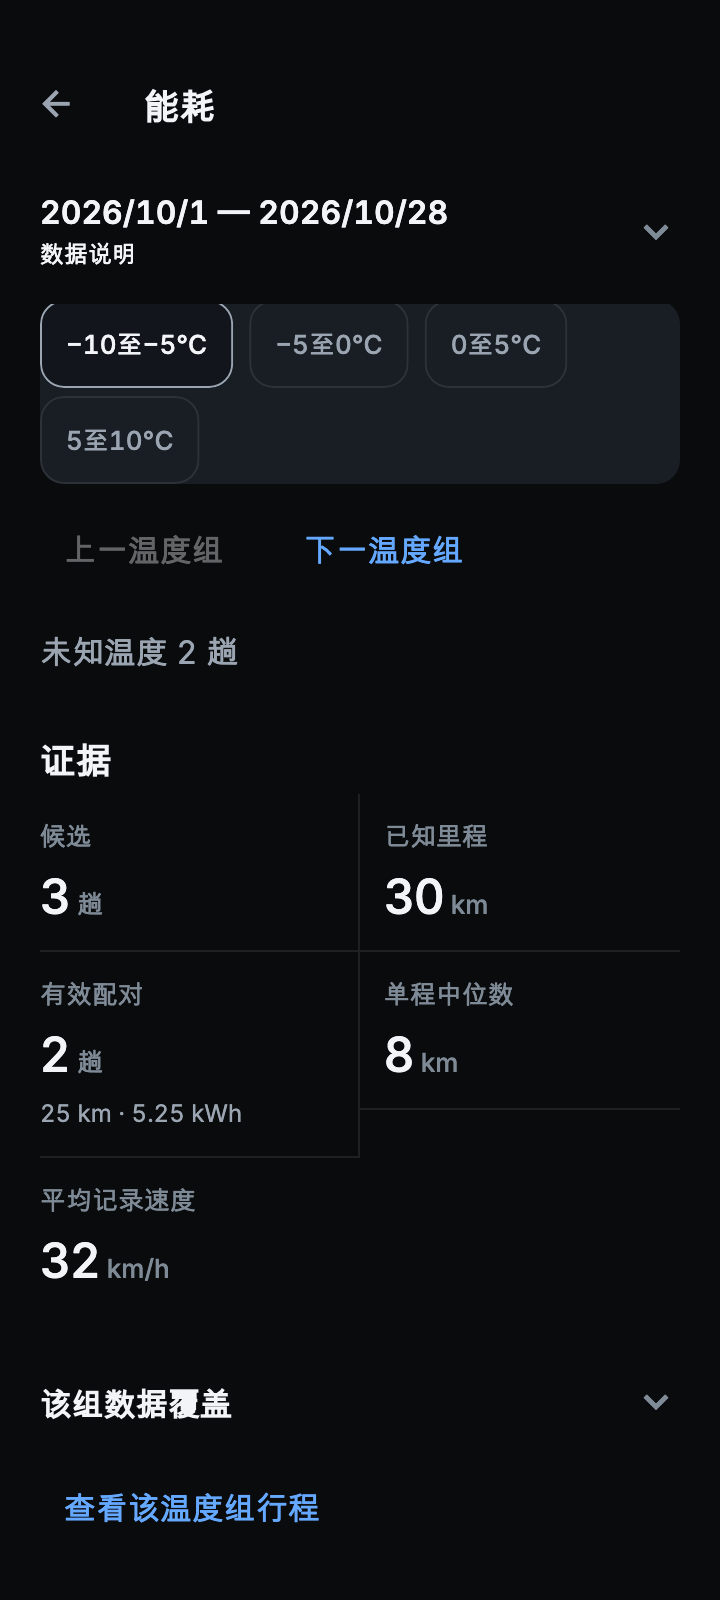 能耗
2026/10/1 — 2026/10/28
数据说明
−10至−5°C
−5至0°C
0至5°C
5至10°C
上一温度组
下一温度组
未知温度 2 趟
证据
候选
3 趟
已知里程
30 km
有效配对
2 趟
25 km · 5.25 kWh
单程中位数
8 km
平均记录速度
32 km/h
该组数据覆盖
查看该温度组行程